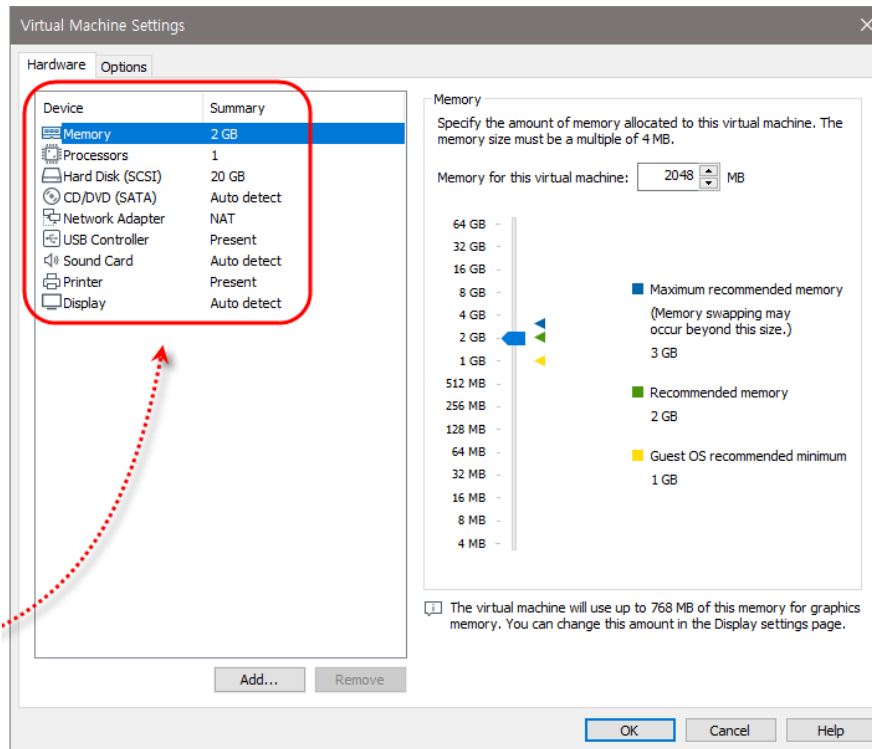 Virtual Machine Settings
Hardware Options
Device Summary
Memory 2 GB
Processors 1
Hard Disk (SCSI) 20 GB
CD/DVD (SATA) Auto detect
Network Adapter NAT
USB Controller Present
Sound Card Auto detect
Printer Present
Display Auto detect
Add... Remove
Memory
Specify the amount of memory allocated to this virtual machine. The
memory size must be a multiple of 4 MB.
Memory for this virtual machine: 2048 MB
64 GB
32 GB
16 GB
8 GB
4 GB
2 GB
1 GB
512 MB
256 MB
128 MB
64 MB
32 MB
16 MB
8 MB
4 MB
Maximum recommended memory
(Memory swapping may
occur beyond this size.)
3 GB
Recommended memory
2 GB
Guest OS recommended minimum
1 GB
The virtual machine will use up to 768 MB of this memory for graphics
memory. You can change this amount in the Display settings page.
OK Cancel Help